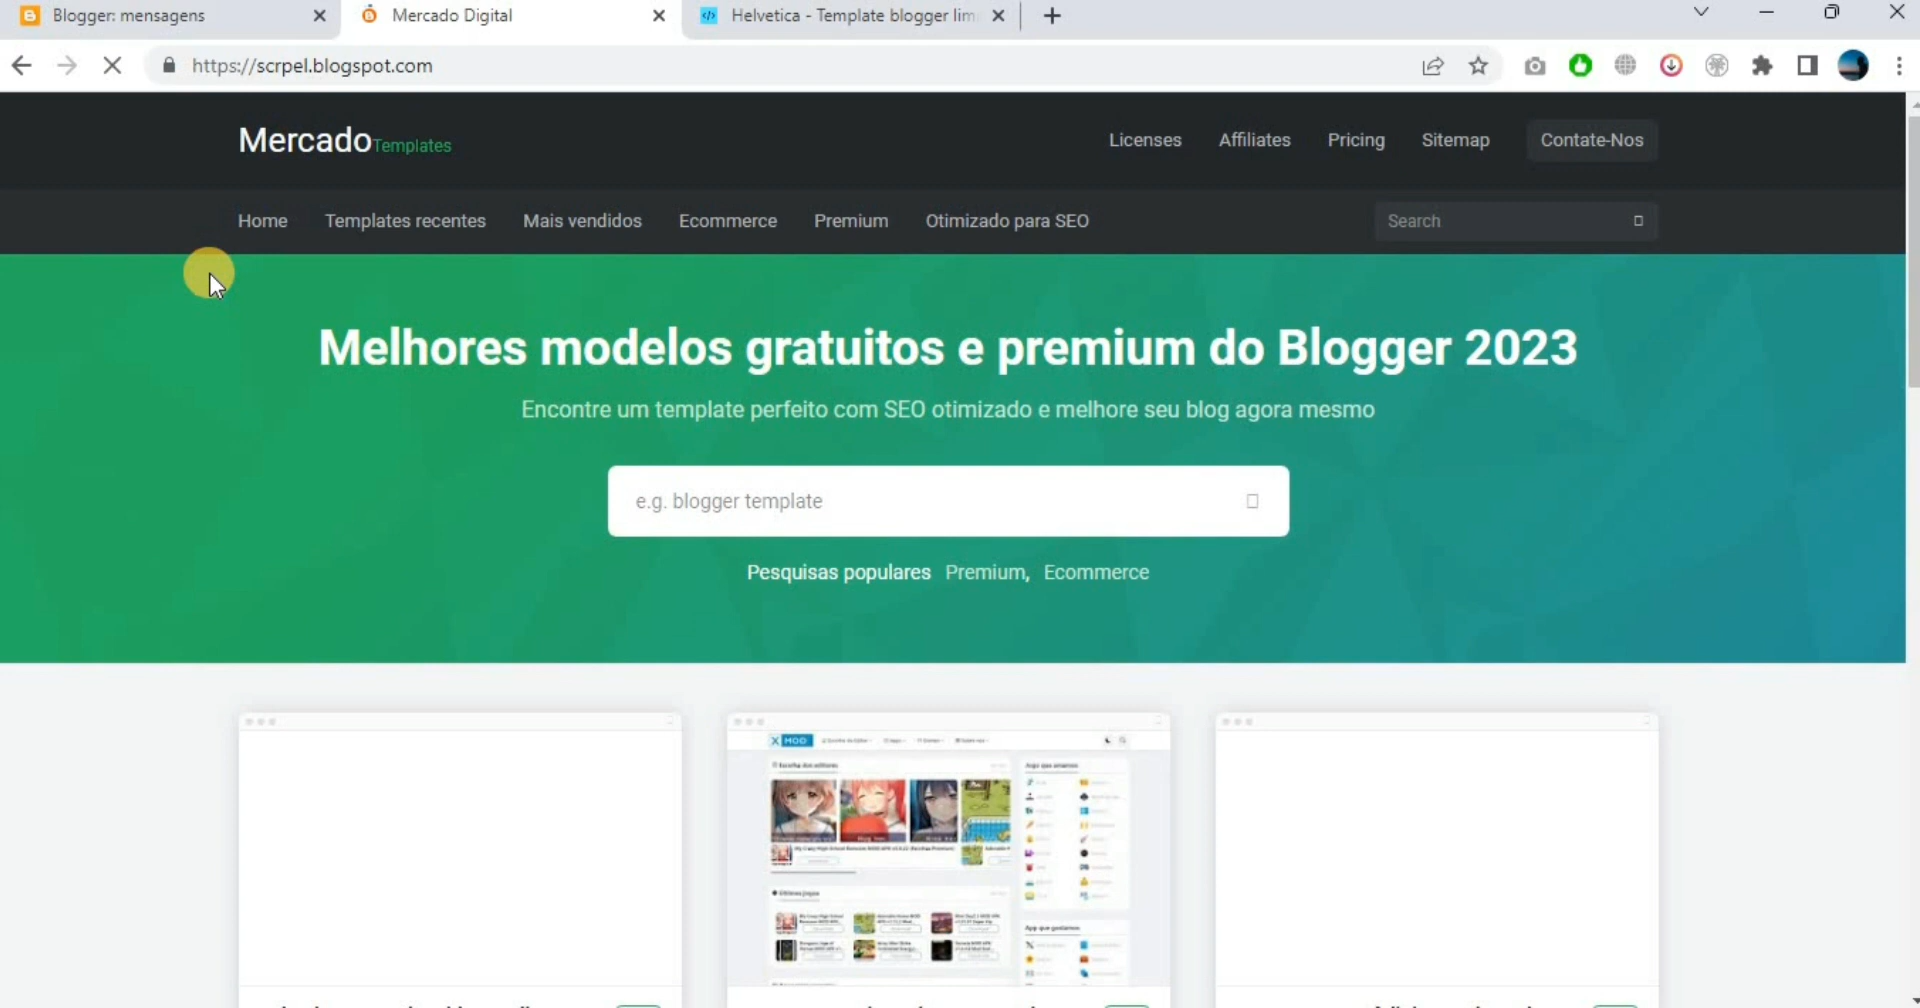 Blogger: mensagens
Mercado Digital
Helvetica - Template blogger lim
https://scrpel.blogspot.com
MercadoTemplates
Licenses
Affiliates
Pricing
Sitemap
Contate-Nos
Home
Templates recentes
Mais vendidos
Ecommerce
Premium
Otimizado para SEO
Search
Melhores modelos gratuitos e premium do Blogger 2023
Encontre um template perfeito com SEO otimizado e melhore seu blog agora mesmo
e.g. blogger template
Pesquisas populares Premium, Ecommerce
X MOD